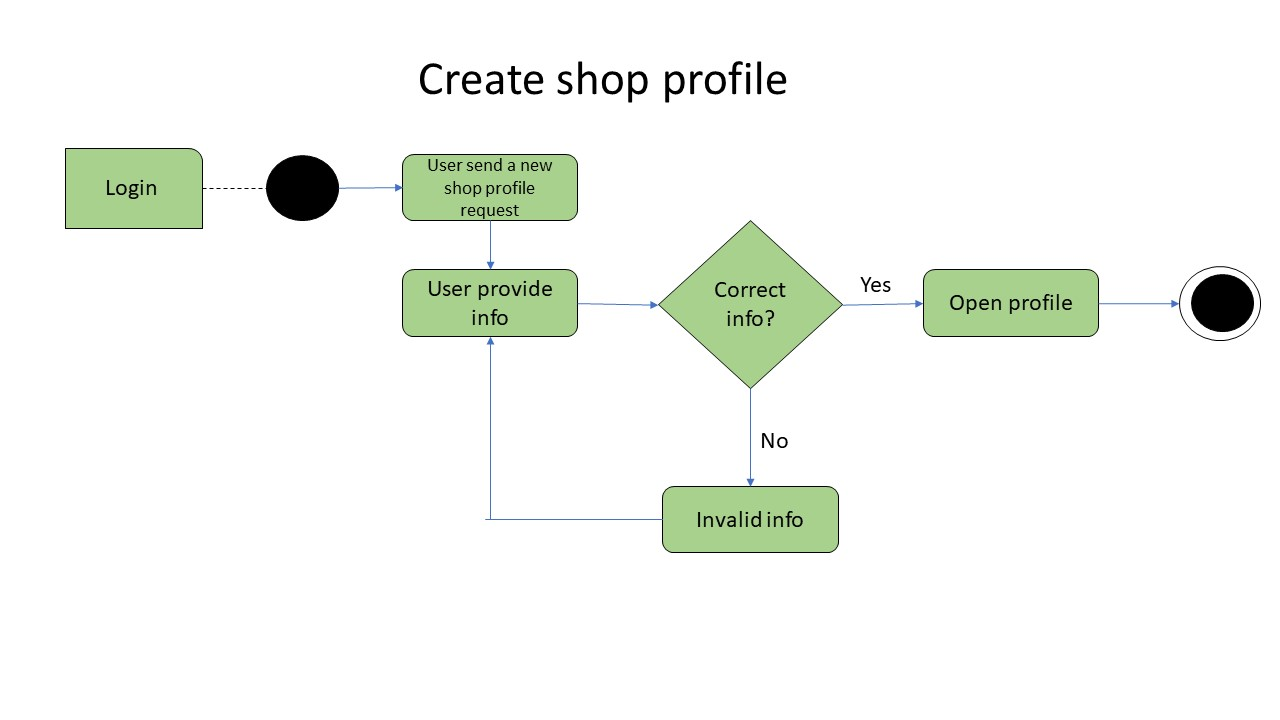 Create shop profile
Login
User send a new
shop profile
request
User provide
info
Correct
info?
Yes
Open profile
No
Invalid info